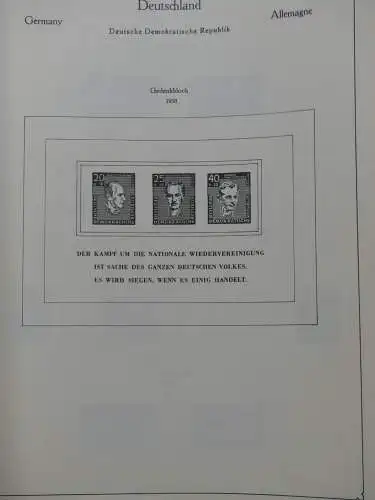 Deutschland
Germany
Allemagne
Deutsche Demokratische Republik
Gedenkblock
1958
20
25
40
DER KAMPF UM DIE NATIONALE WIEDERVEREINIGUNG
IST SACHE DES GANZEN DEUTSCHEN VOLKES.
ES WIRD SIEGEN, WENN ES EINIG HANDELT.